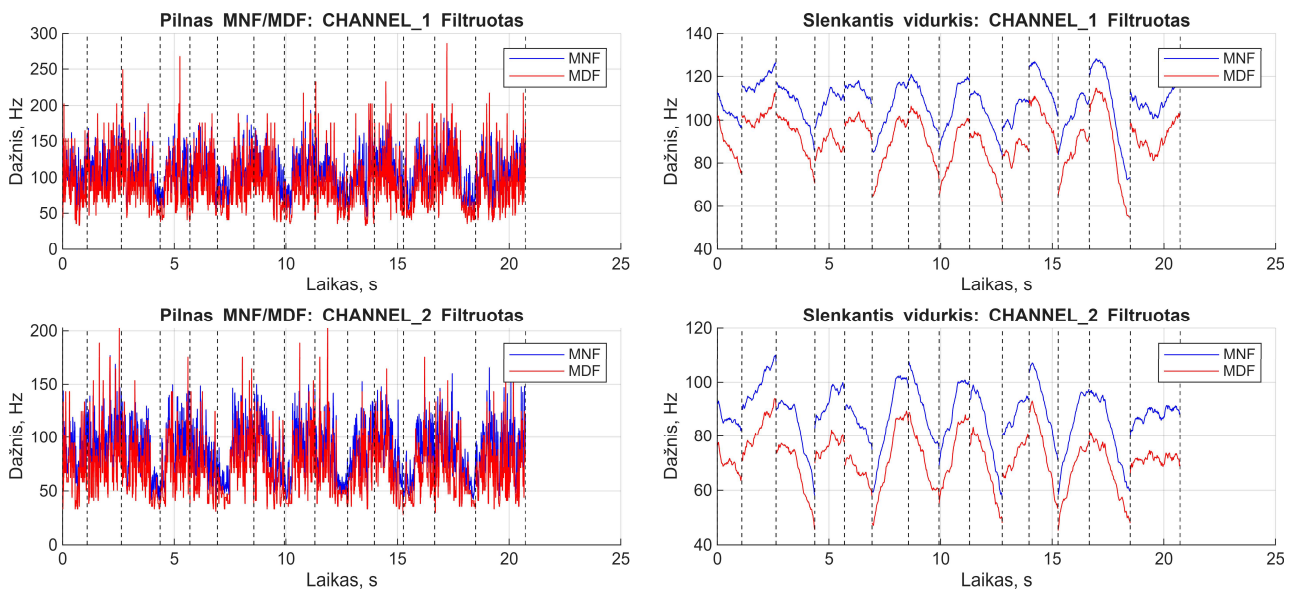 Pilnas MNF/MDF: CHANNEL_1 Filtruotas
300
250
200
150
100
50
0
0 5 10 15 20 25
Dažnis, Hz
Laikas, s
MNF
MDF
Slenkantis vidurkis: CHANNEL_1 Filtruotas
140
120
100
80
60
40
0 5 10 15 20 25
Dažnis, Hz
Laikas, s
MNF
MDF
Pilnas MNF/MDF: CHANNEL_2 Filtruotas
200
150
100
50
0
0 5 10 15 20 25
Dažnis, Hz
Laikas, s
MNF
MDF
Slenkantis vidurkis: CHANNEL_2 Filtruotas
120
100
80
60
40
0 5 10 15 20 25
Dažnis, Hz
Laikas, s
MNF
MDF